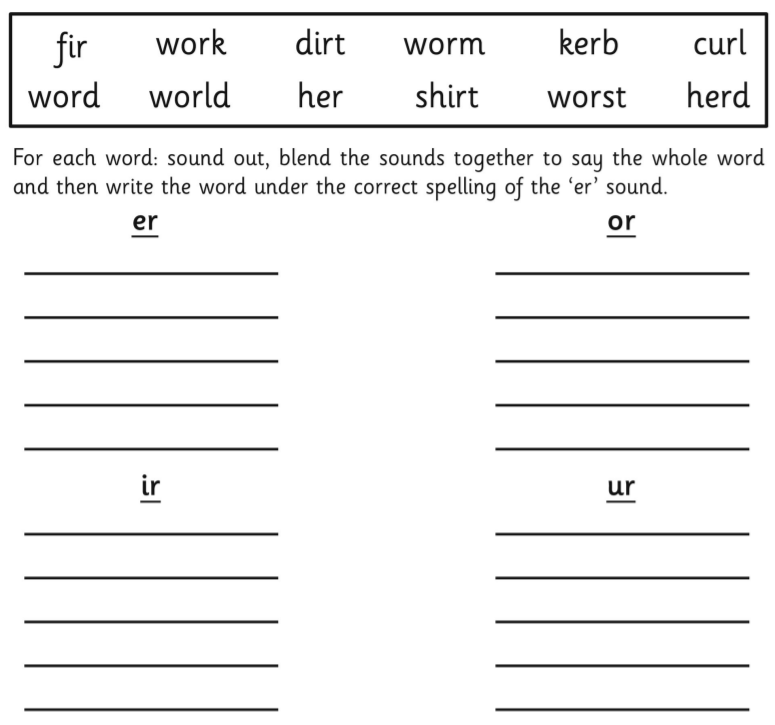 fir work dirt worm kerb curl
word world her shirt worst herd
For each word: sound out, blend the sounds together to say the whole word
and then write the word under the correct spelling of the ‘er’ sound.
er or
ir ur